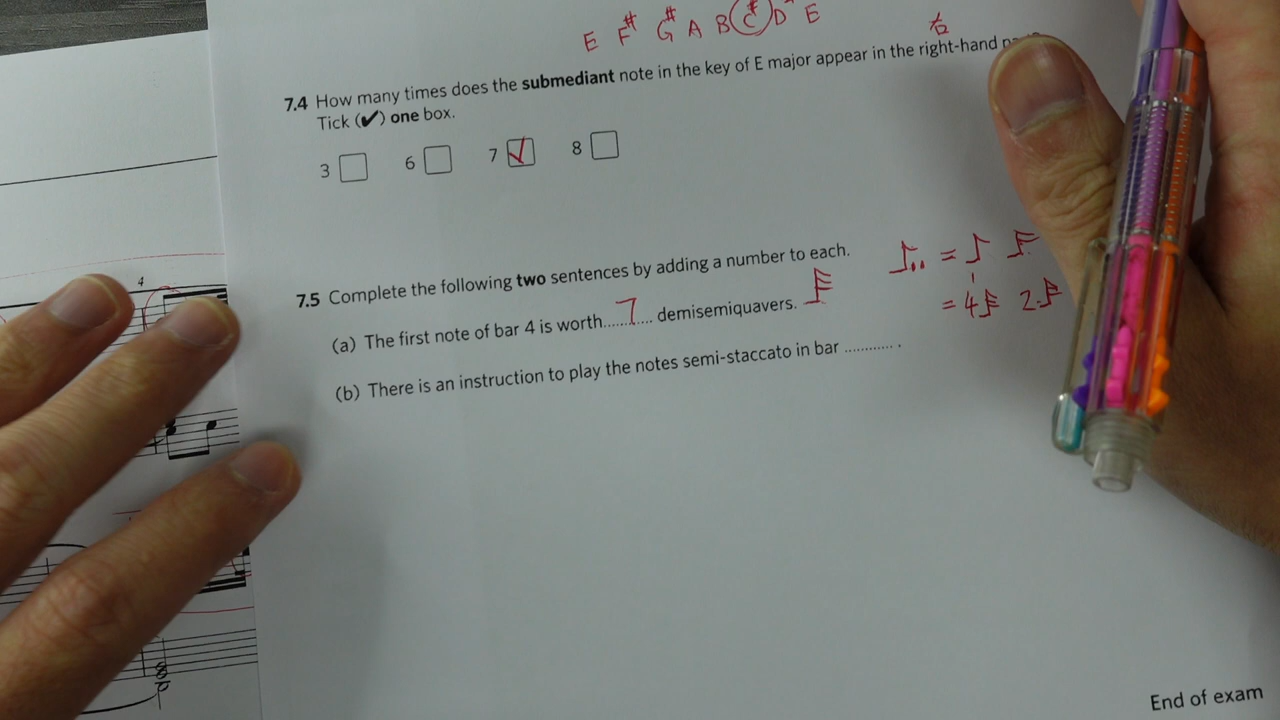 E F# G# A B C# D# E
右
7.4 How many times does the submediant note in the key of E major appear in the right-hand
Tick (✔) one box.
3 6 7 ✓ 8
4
7.5 Complete the following two sentences by adding a number to each.
(a) The first note of bar 4 is worth...7... demisemiquavers.
= 4 2
(b) There is an instruction to play the notes semi-staccato in bar ............ .
End of exam